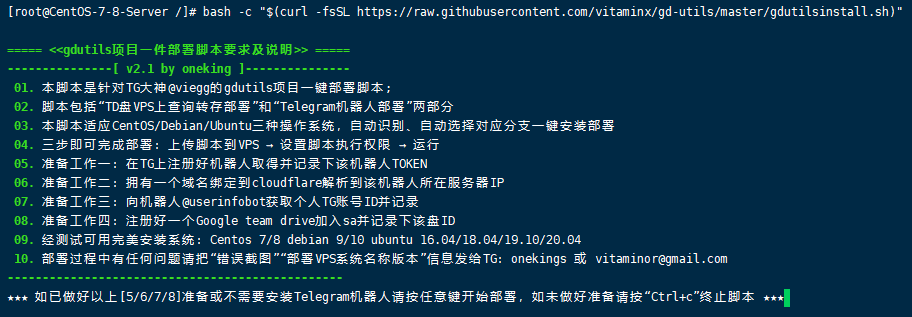 [root@CentOS-7-8-Server /]# bash -c "$(curl -fsSL https://raw.githubusercontent.com/vitaminx/gd-utils/master/gdutilsinstall.sh)"
===== <<gdutils项目一件部署脚本要求及说明>> =====
---------------[ v2.1 by oneking ]---------------
01. 本脚本是针对TG大神@viegg的gdutils项目一键部署脚本;
02. 脚本包括“TD盘VPS上查询转存部署”和“Telegram机器人部署”两部分
03. 本脚本适应CentOS/Debian/Ubuntu三种操作系统，自动识别、自动选择对应分支一键安装部署
04. 三步即可完成部署：上传脚本到VPS → 设置脚本执行权限 → 运行
05. 准备工作一：在TG上注册好机器人取得并记录下该机器人TOKEN
06. 准备工作二：拥有一个域名绑定到cloudflare解析到该机器人所在服务器IP
07. 准备工作三：向机器人@userinfobot获取个人TG账号ID并记录
08. 准备工作四：注册好一个Google team drive加入sa并记录下该盘ID
09. 经测试可用完美安装系统：Centos 7/8 debian 9/10 ubuntu 16.04/18.04/19.10/20.04
10. 部署过程中有任何问题请把“错误截图”“部署VPS系统名称版本”信息发给TG：onekings 或 vitaminor@gmail.com
------------------------------------------------
★★★ 如已做好以上[5/6/7/8]准备或不需要安装Telegram机器人请按任意键开始部署，如未做好准备请按“Ctrl+c”终止脚本 ★★★